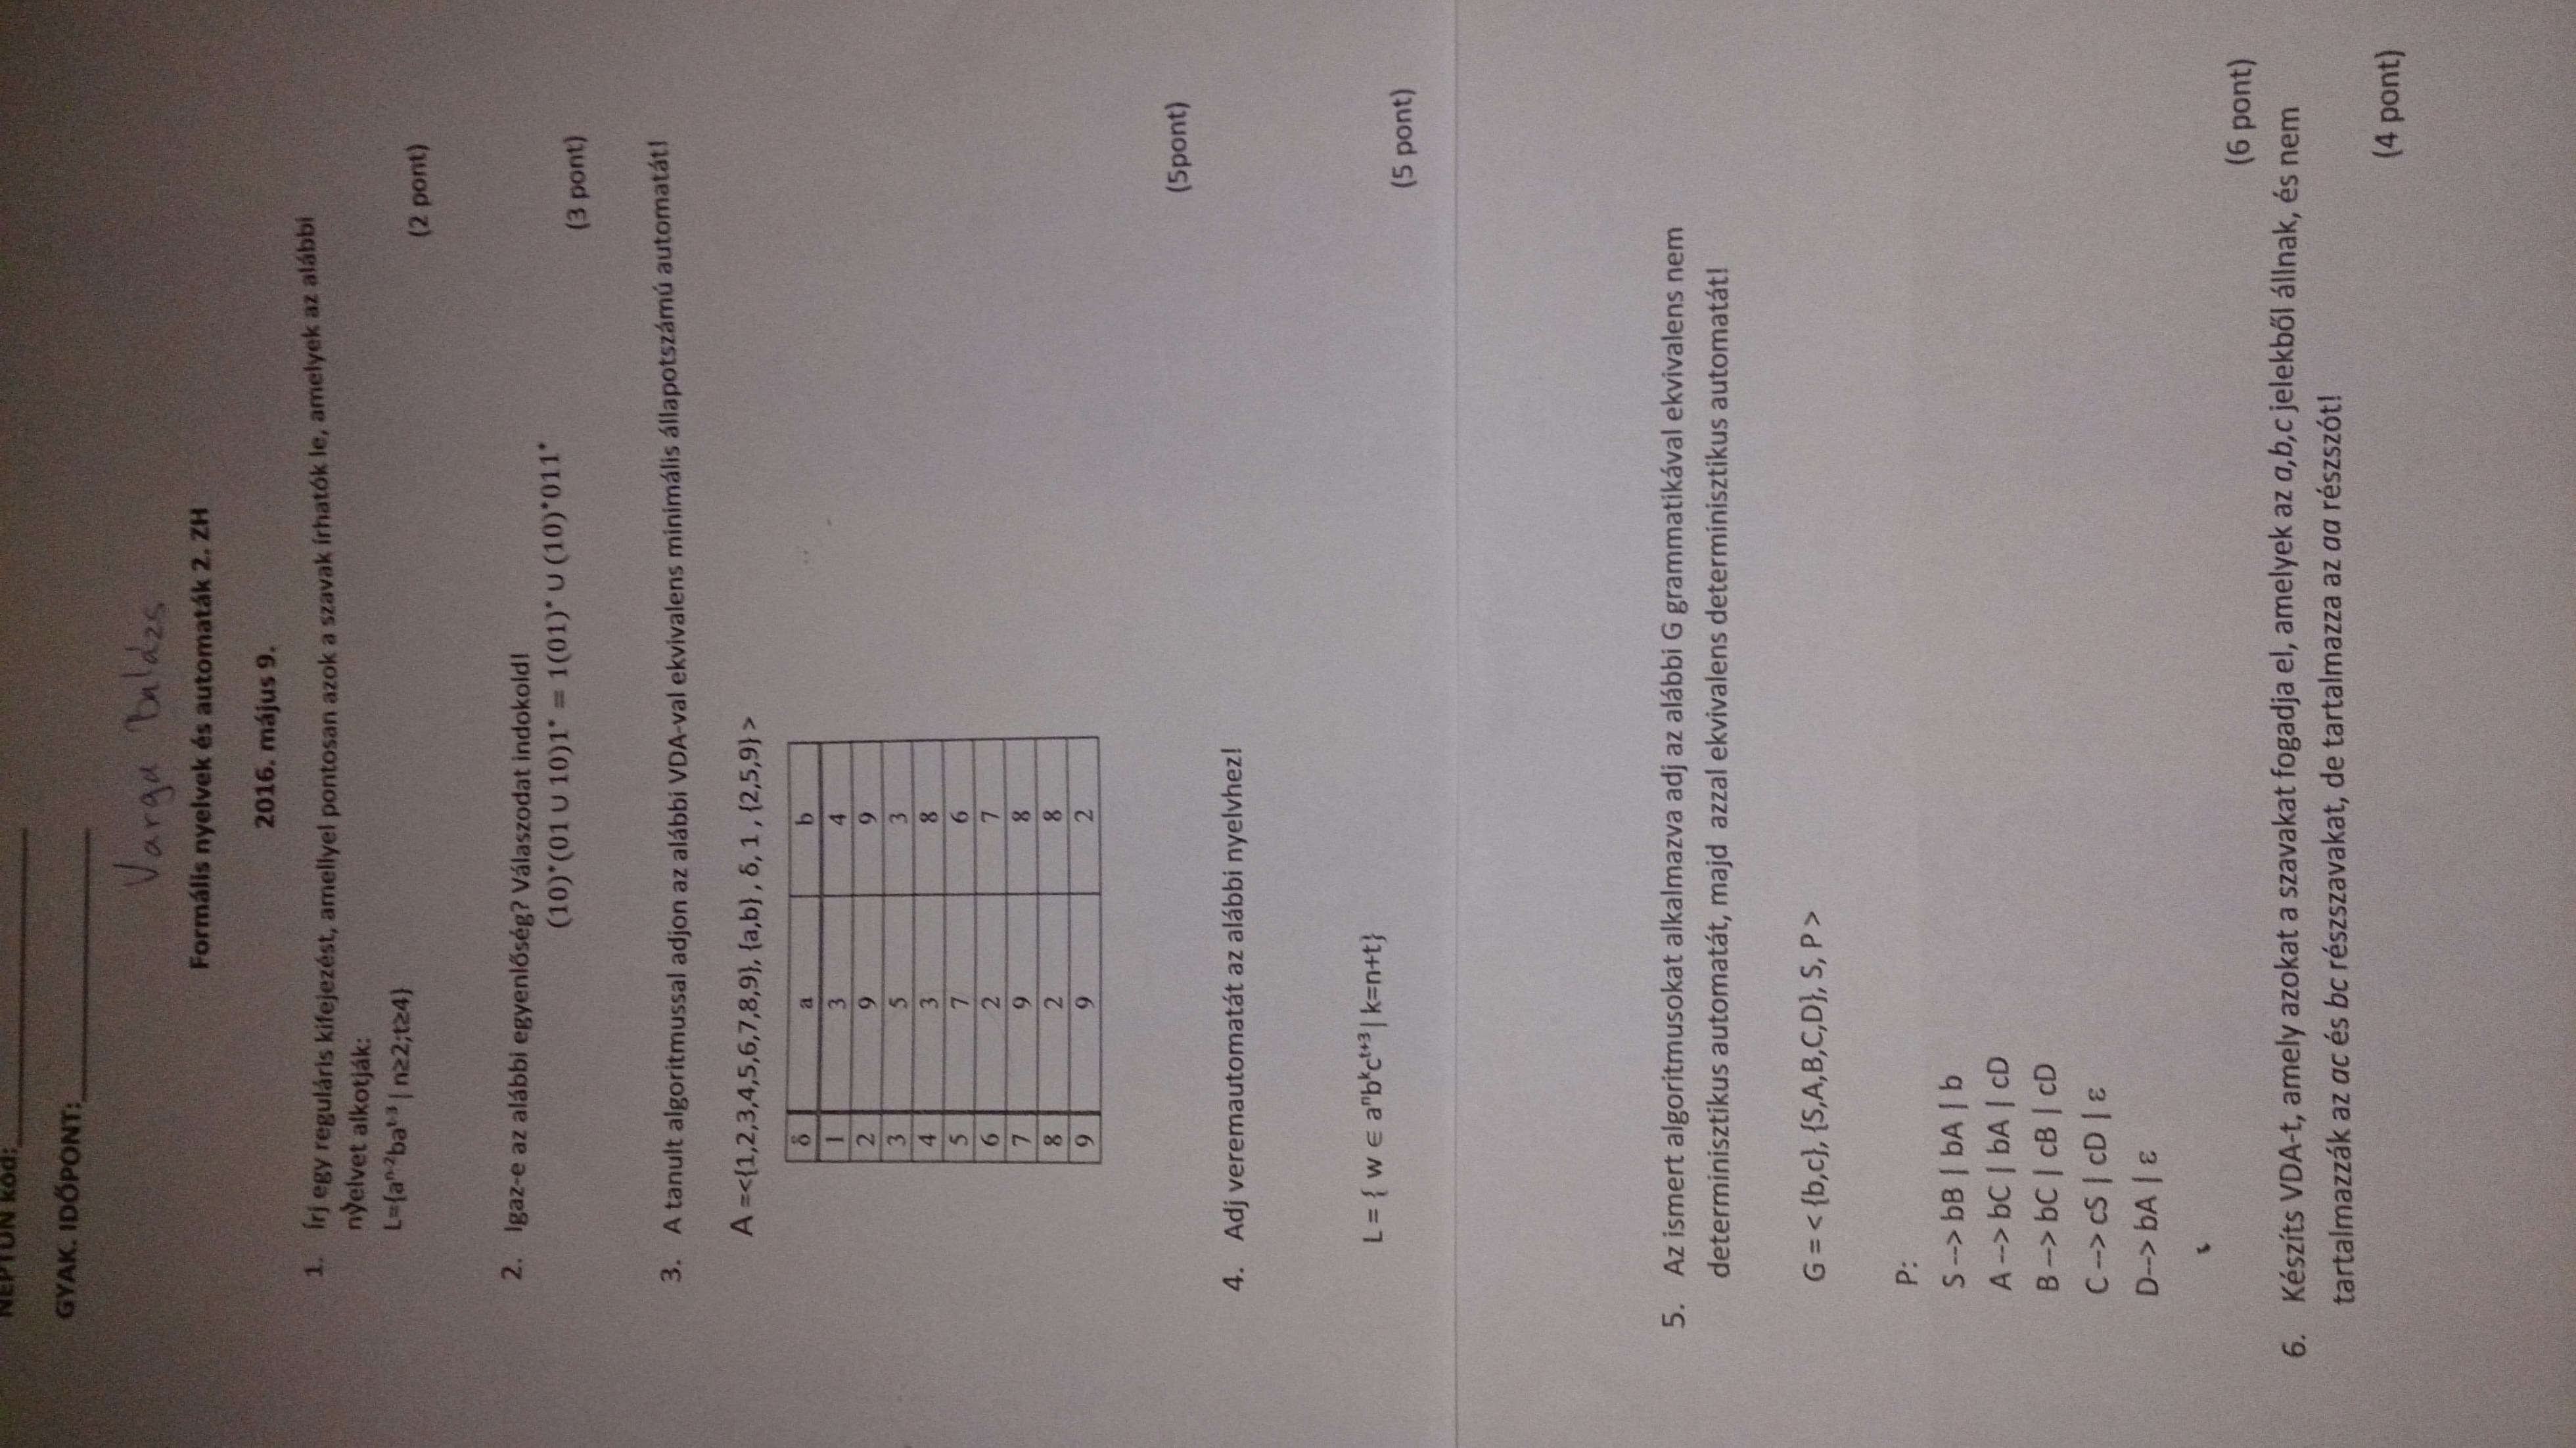 NEPTUN kód:
GYAK. IDŐPONT:
Varga Balázs
Formális nyelvek és automaták 2. ZH
2016. május 9.
1. Írj egy reguláris kifejezést, amellyel pontosan azok a szavak írhatók le, amelyek az alábbi
nyelvet alkotják:
L={aⁿ⁻²baᵗ⁻³ | n≥2;t≥4}
(2 pont)
2. Igaz-e az alábbi egyenlőség? Válaszodat indokold!
(10)*(01 ∪ 10)1* = 1(01)* ∪ (10)*011*
(3 pont)
3. A tanult algoritmussal adjon az alábbi VDA-val ekvivalens minimális állapotszámú automatát!
A =<{1,2,3,4,5,6,7,8,9}, {a,b} , δ, 1 , {2,5,9} >
δ a b
1 3 4
2 9 9
3 5 3
4 3 8
5 7 6
6 2 7
7 9 8
8 2 8
9 9 2
(5pont)
4. Adj veremautomatát az alábbi nyelvhez!
L = { w ∈ aⁿbᵏcᵗ⁺³ | k=n+t}
(5 pont)
5. Az ismert algoritmusokat alkalmazva adj az alábbi G grammatikával ekvivalens nem
determinisztikus automatát, majd azzal ekvivalens determinisztikus automatát!
G = < {b,c}, {S,A,B,C,D}, S, P >
P:
S --> bB | bA | b
A --> bC | bA | cD
B --> bC | cB | cD
C --> cS | cD | ε
D--> bA | ε
(6 pont)
6. Készíts VDA-t, amely azokat a szavakat fogadja el, amelyek az a,b,c jelekből állnak, és nem
tartalmazzák az ac és bc részszavakat, de tartalmazza az aa részszót!
(4 pont)